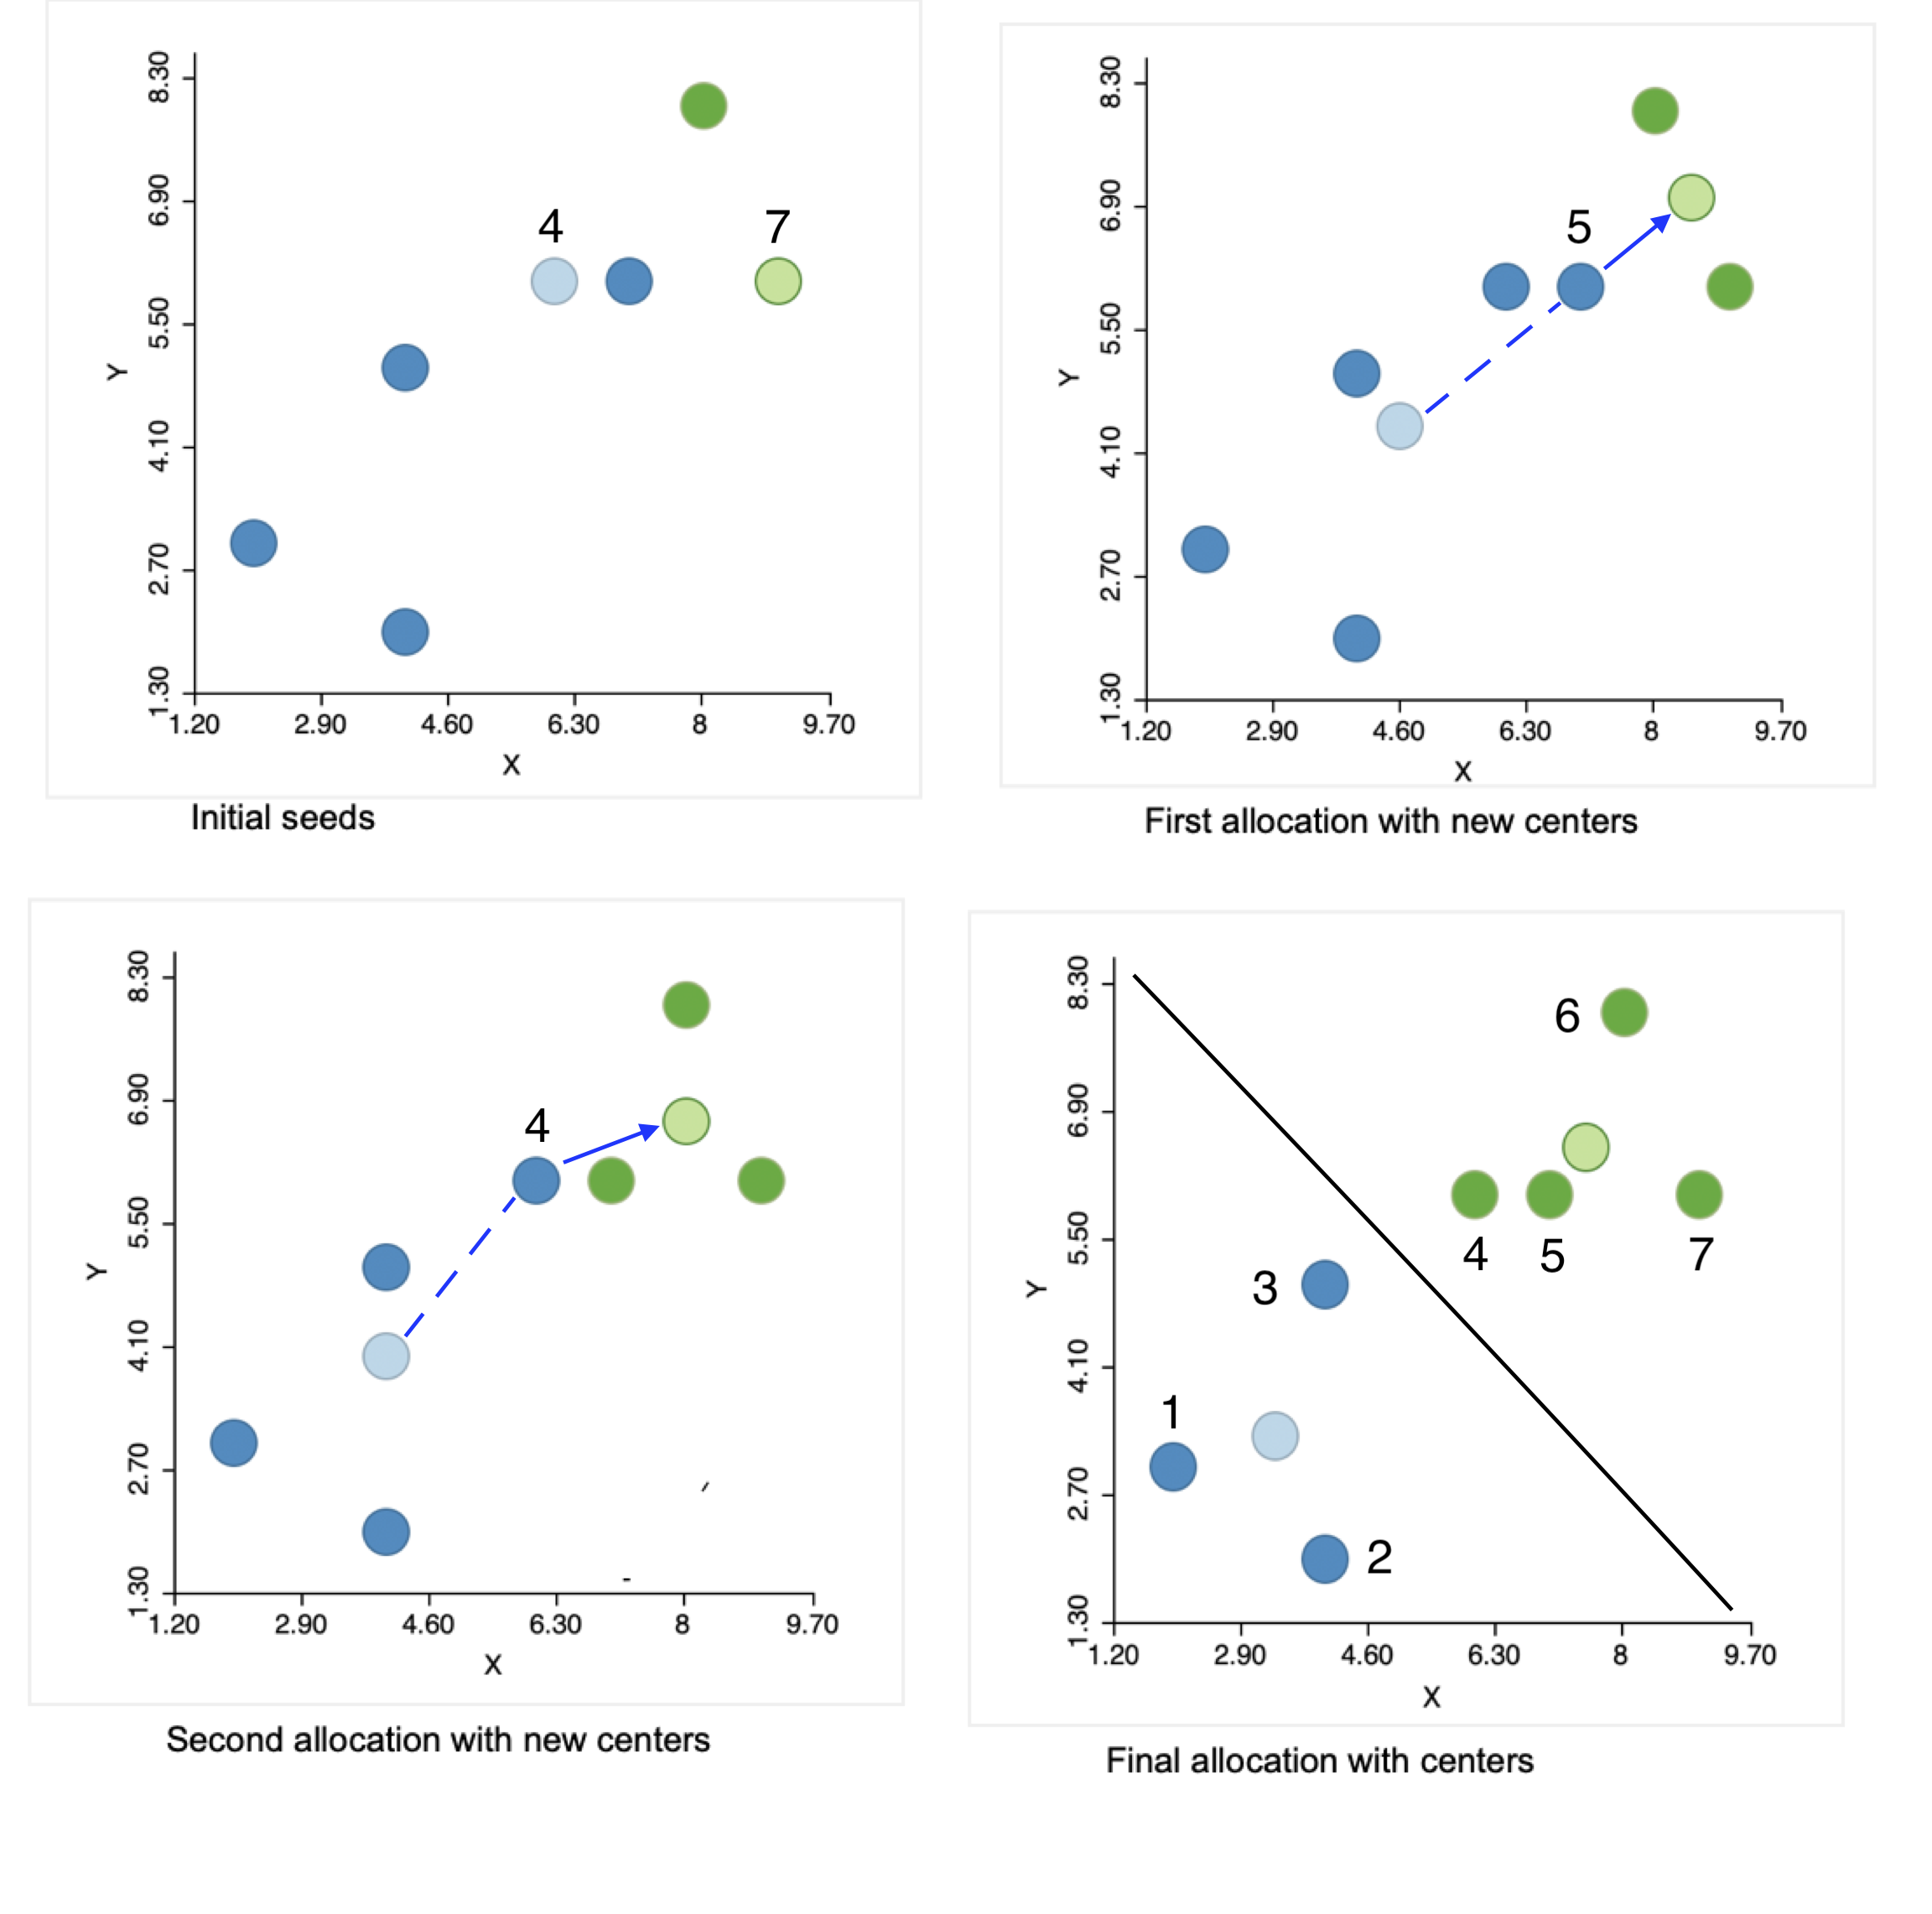 8.30
6.90
5.50
4.10
2.70
1.30
Y
4
7
1.20 2.90 4.60 6.30 8 9.70
X
Initial seeds
8.30
6.90
5.50
4.10
2.70
1.30
Y
5
1.20 2.90 4.60 6.30 8 9.70
X
First allocation with new centers
8.30
6.90
5.50
4.10
2.70
1.30
Y
4
1.20 2.90 4.60 6.30 8 9.70
X
Second allocation with new centers
8.30
6.90
5.50
4.10
2.70
1.30
Y
6
4 5 7
3
1
2
1.20 2.90 4.60 6.30 8 9.70
X
Final allocation with centers